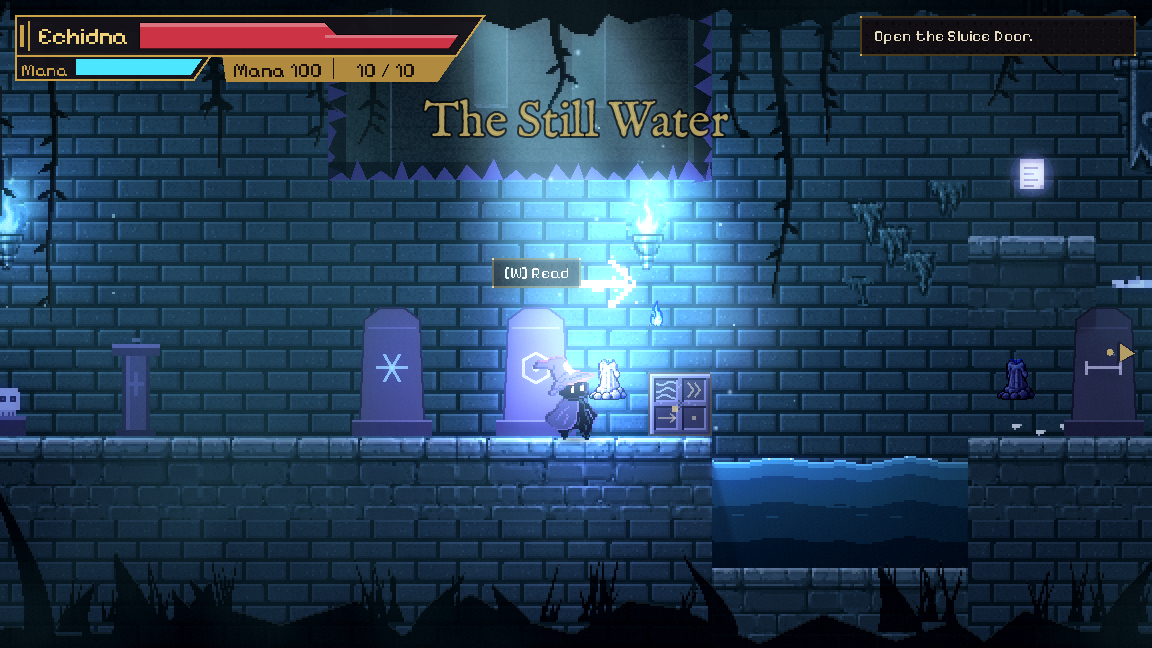 Echidna
Open the Sluice Door.
Mana
Mana 100
10 / 10
The Still Water
[W] Read